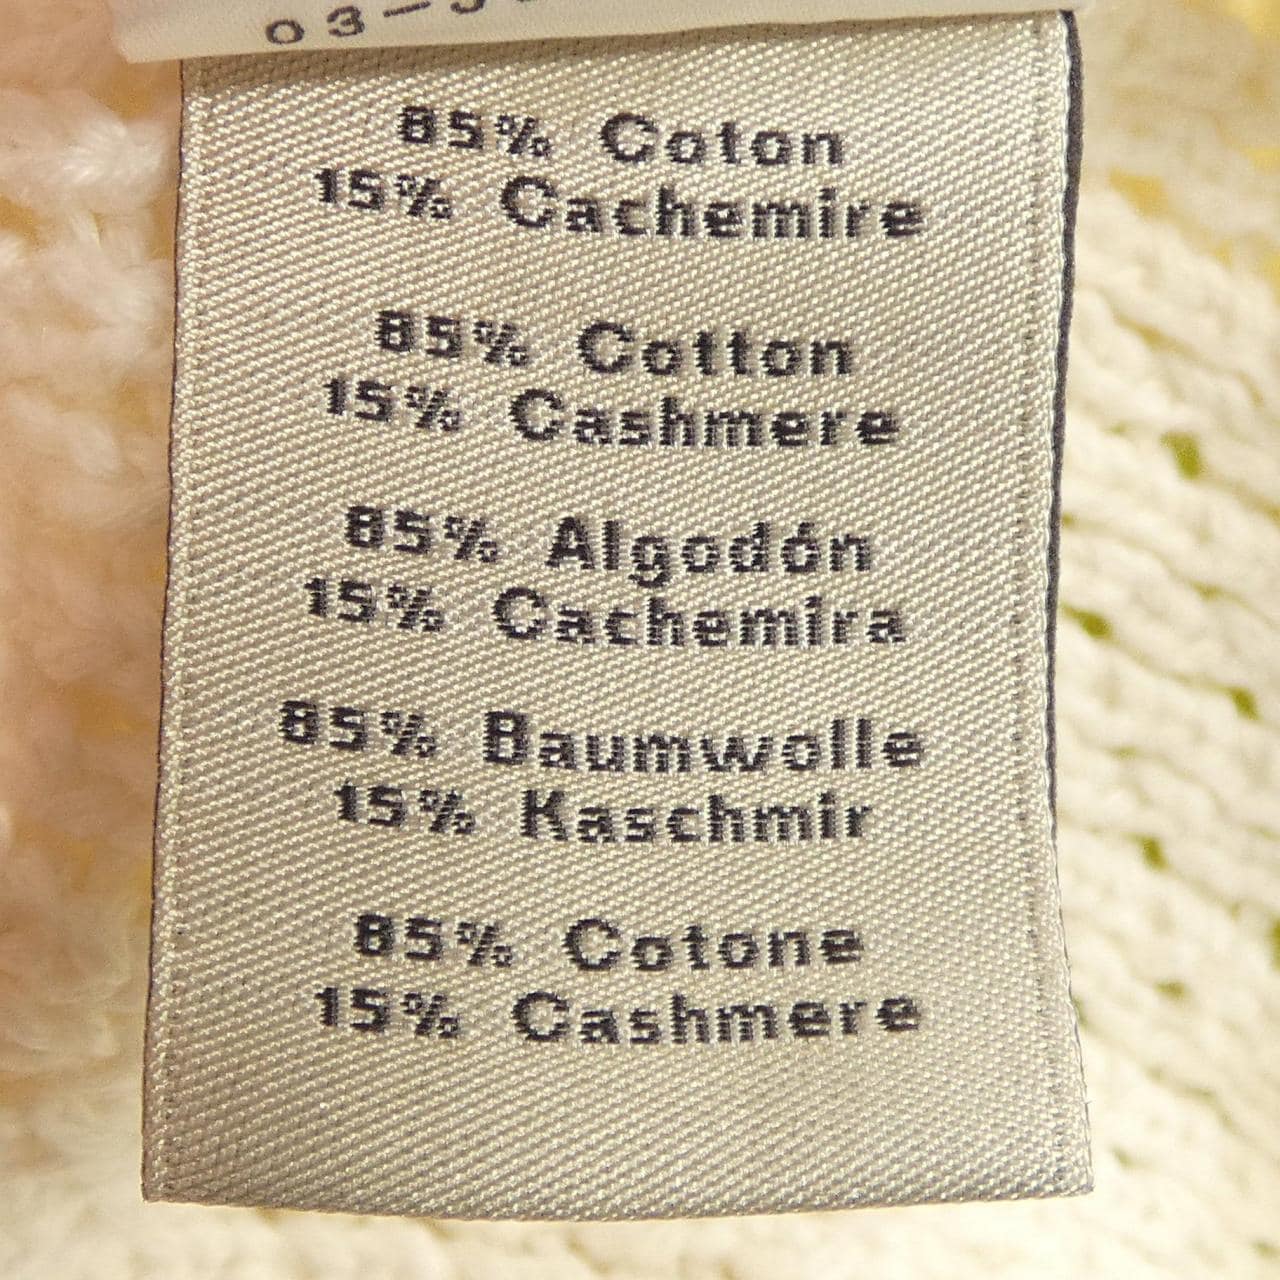 85% Coton
15% Cachemire
85% Cotton
15% Cashmere
85% Algodón
15% Cachemira
85% Baumwolle
15% Kaschmir
85% Cotone
15% Cashmere